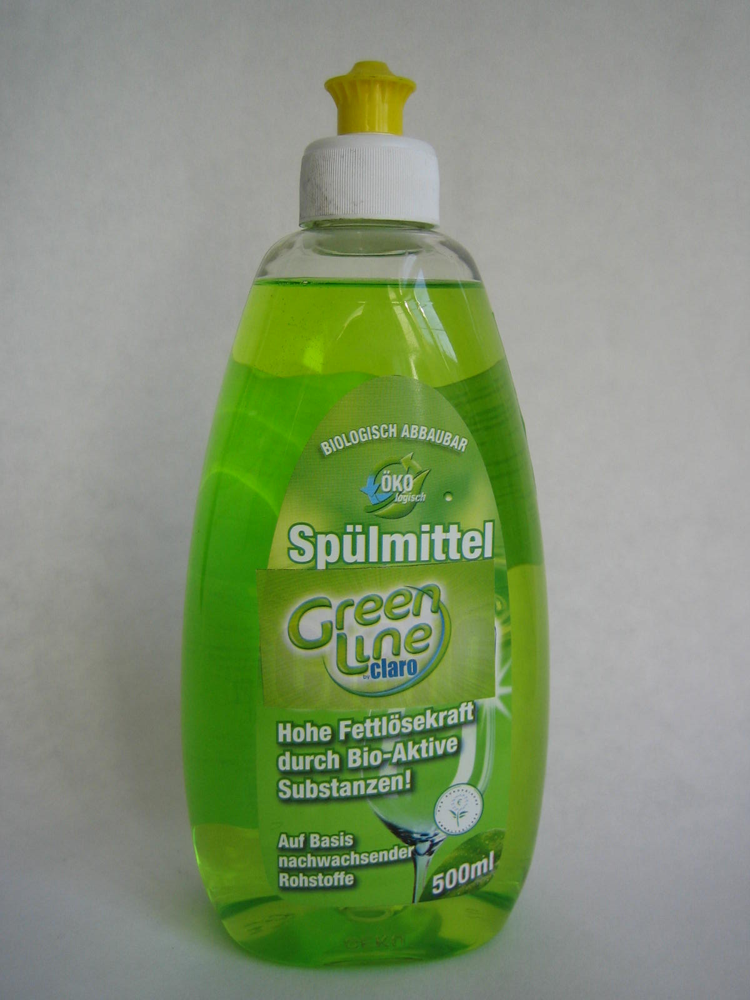 BIOLOGISCH ABBAUBAR
ÖKO
logisch
Spülmittel
Green
Line
by claro
Hohe Fettlösekraft
durch Bio-Aktive
Substanzen!
Auf Basis
nachwachsender
Rohstoffe
500ml